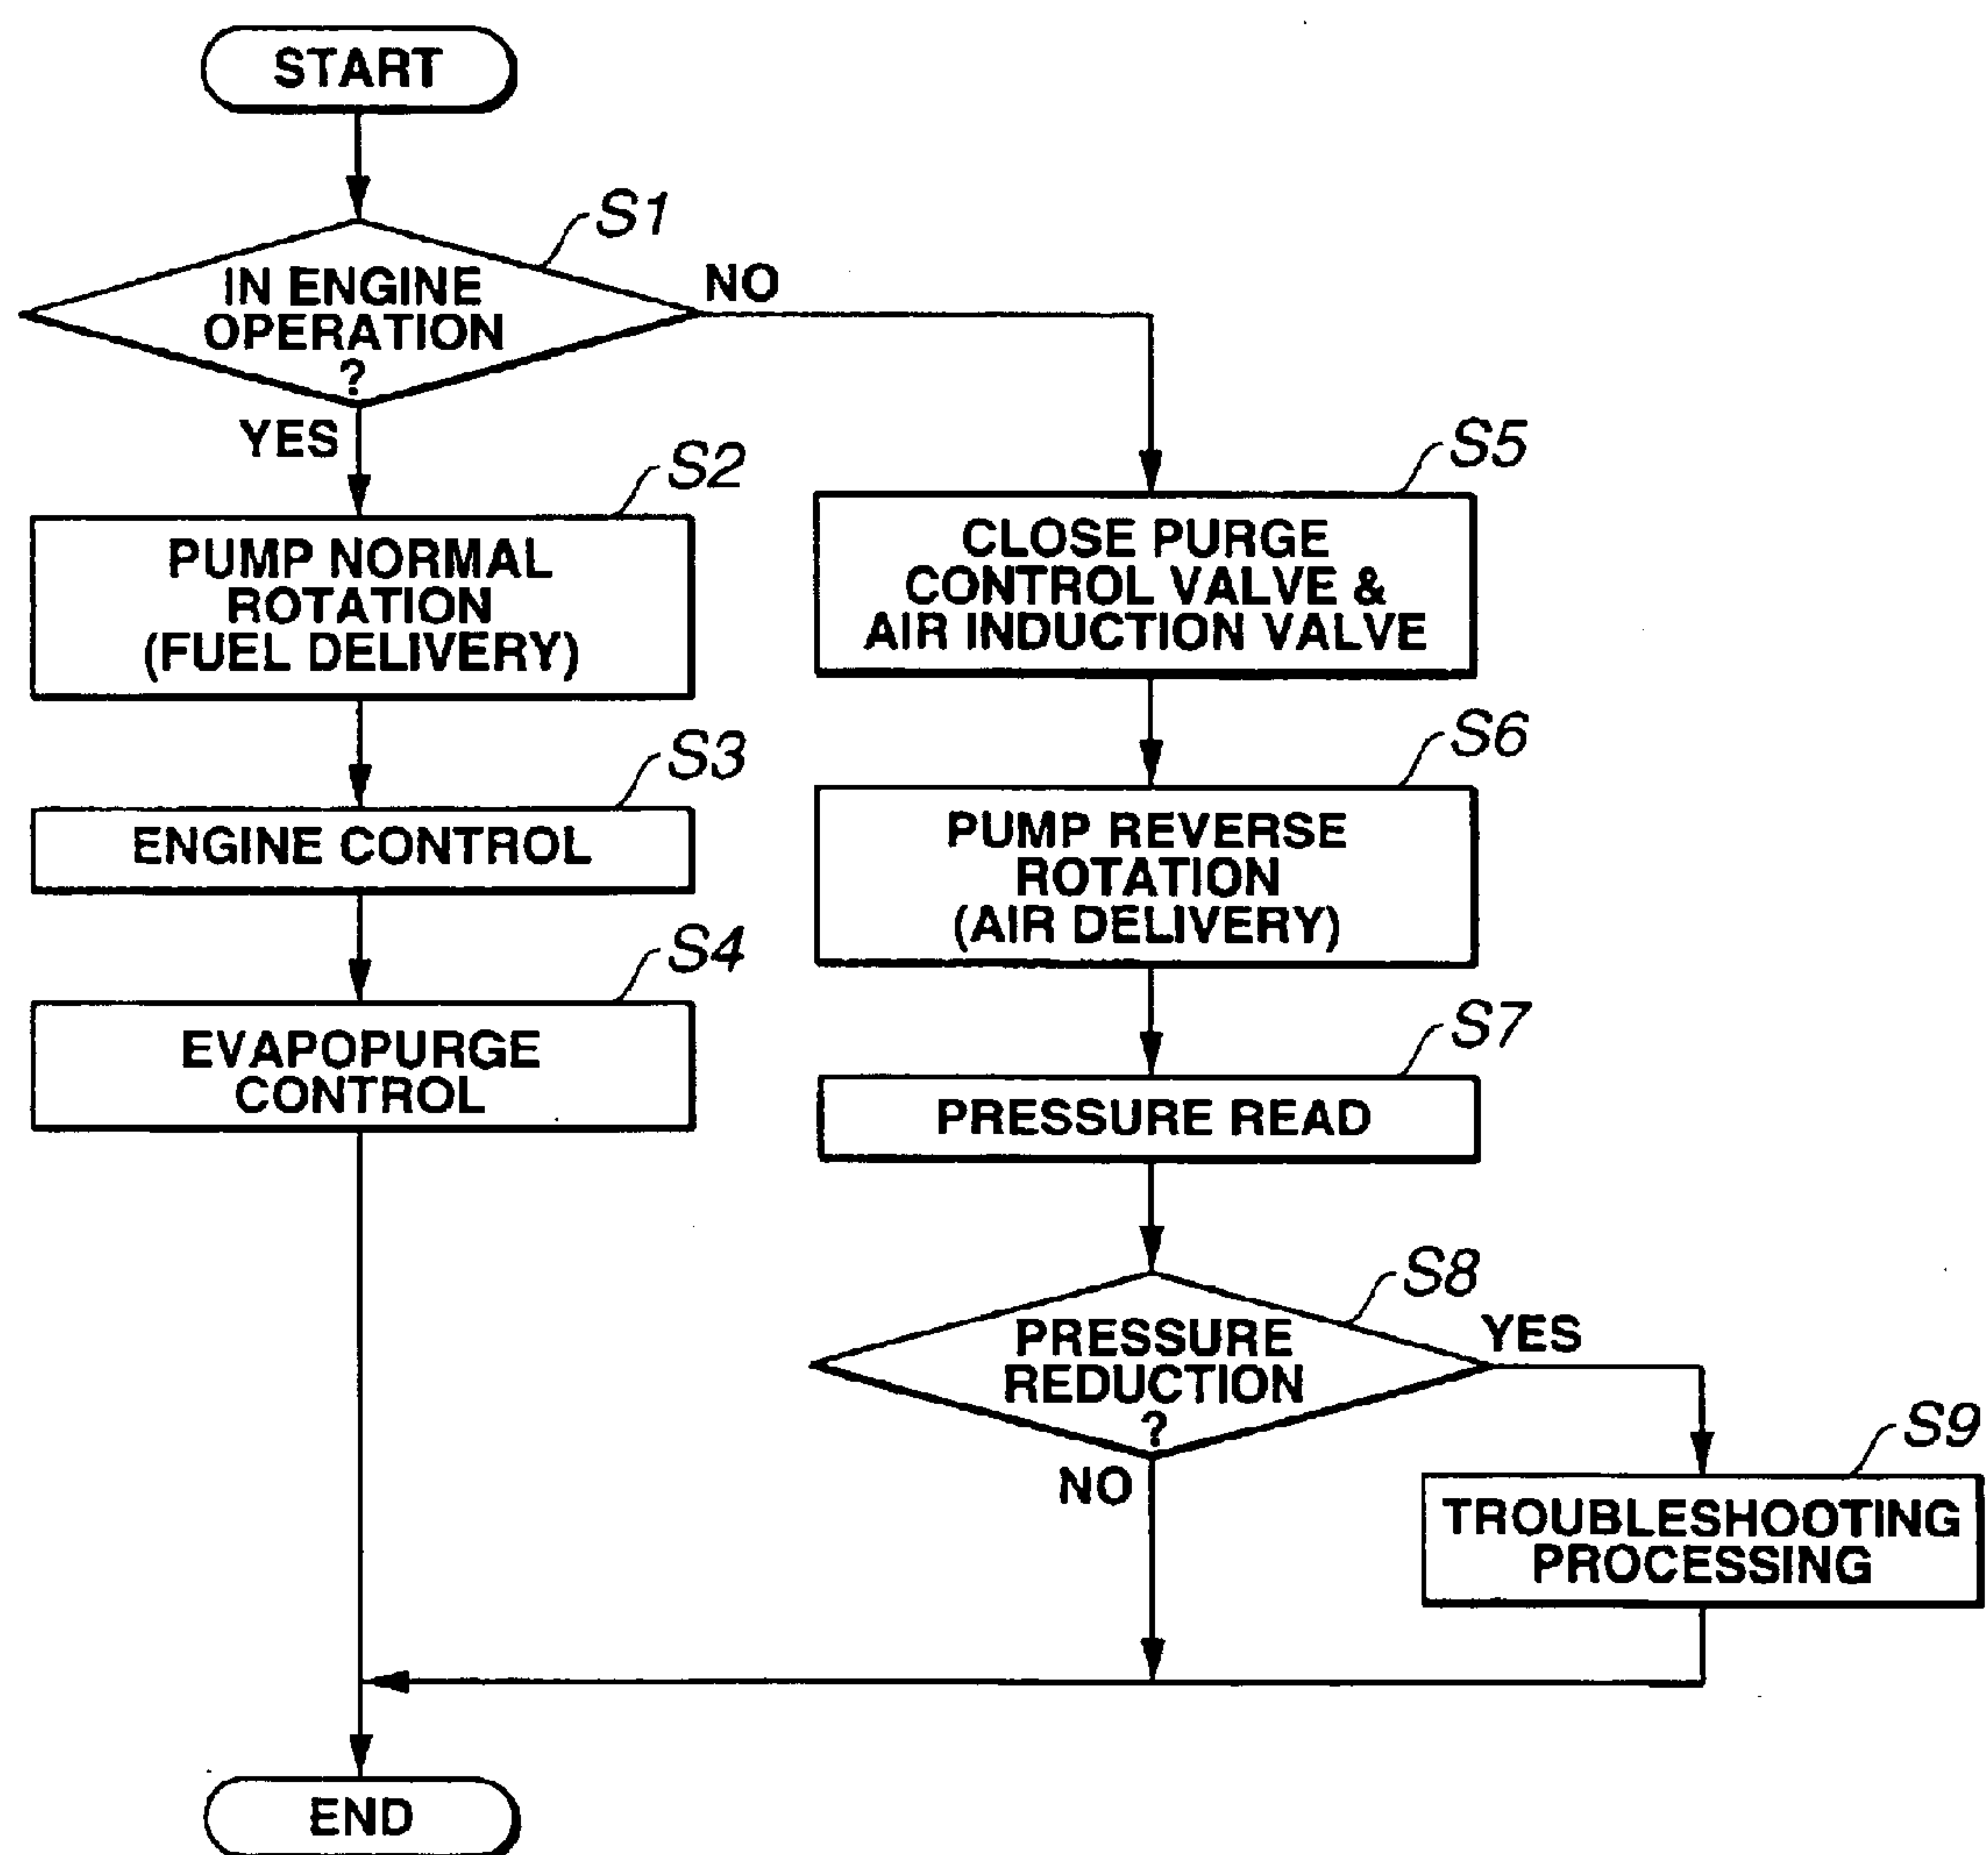 START
S1
IN ENGINE
OPERATION
?
NO
YES
S2
PUMP NORMAL
ROTATION
(FUEL DELIVERY)
S3
ENGINE CONTROL
S4
EVAPOPURGE
CONTROL
S5
CLOSE PURGE
CONTROL VALVE &
AIR INDUCTION VALVE
S6
PUMP REVERSE
ROTATION
(AIR DELIVERY)
S7
PRESSURE READ
S8
PRESSURE
REDUCTION
?
YES
NO
S9
TROUBLESHOOTING
PROCESSING
END